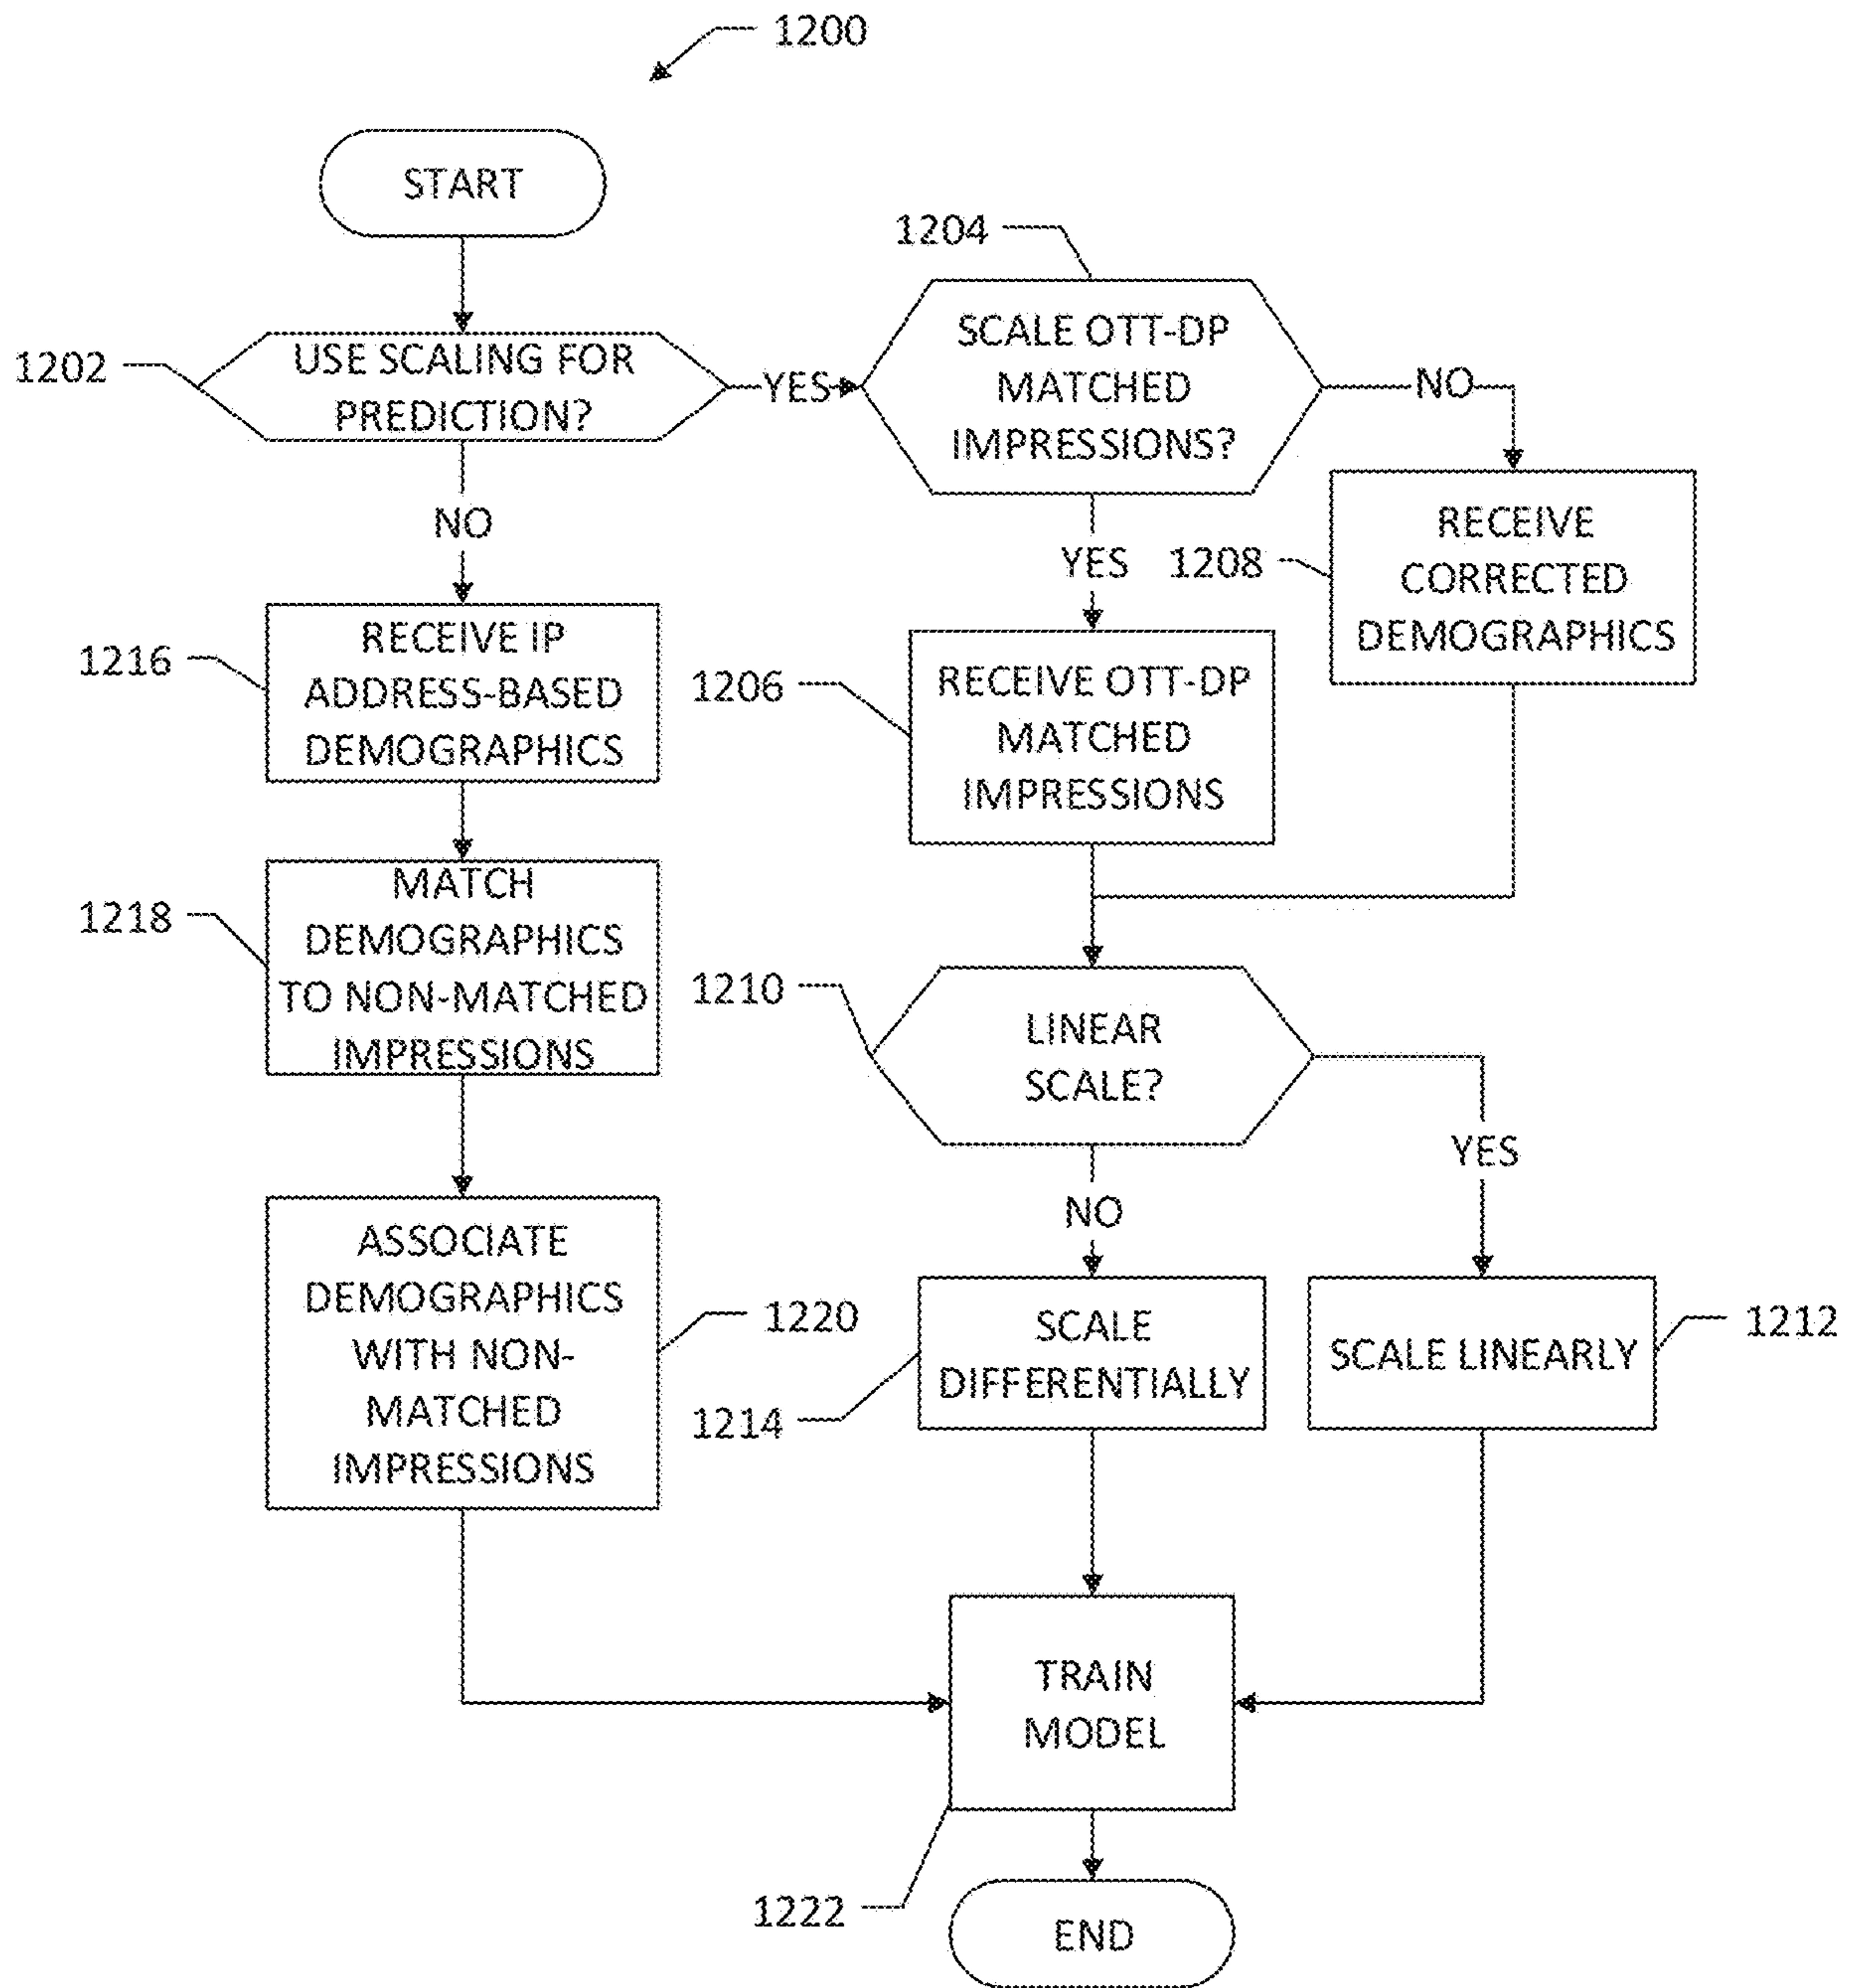 1200
START
1204
1202
USE SCALING FOR
PREDICTION?
YES
SCALE OTT-DP
MATCHED
IMPRESSIONS?
NO
NO
YES
1208
RECEIVE
CORRECTED
DEMOGRAPHICS
1216
RECEIVE IP
ADDRESS-BASED
DEMOGRAPHICS
1206
RECEIVE OTT-DP
MATCHED
IMPRESSIONS
1218
MATCH
DEMOGRAPHICS
TO NON-MATCHED
IMPRESSIONS
1210
LINEAR
SCALE?
YES
NO
ASSOCIATE
DEMOGRAPHICS
WITH NON-
MATCHED
IMPRESSIONS
1220
SCALE
DIFFERENTIALLY
1214
SCALE LINEARLY
1212
TRAIN
MODEL
1222
END